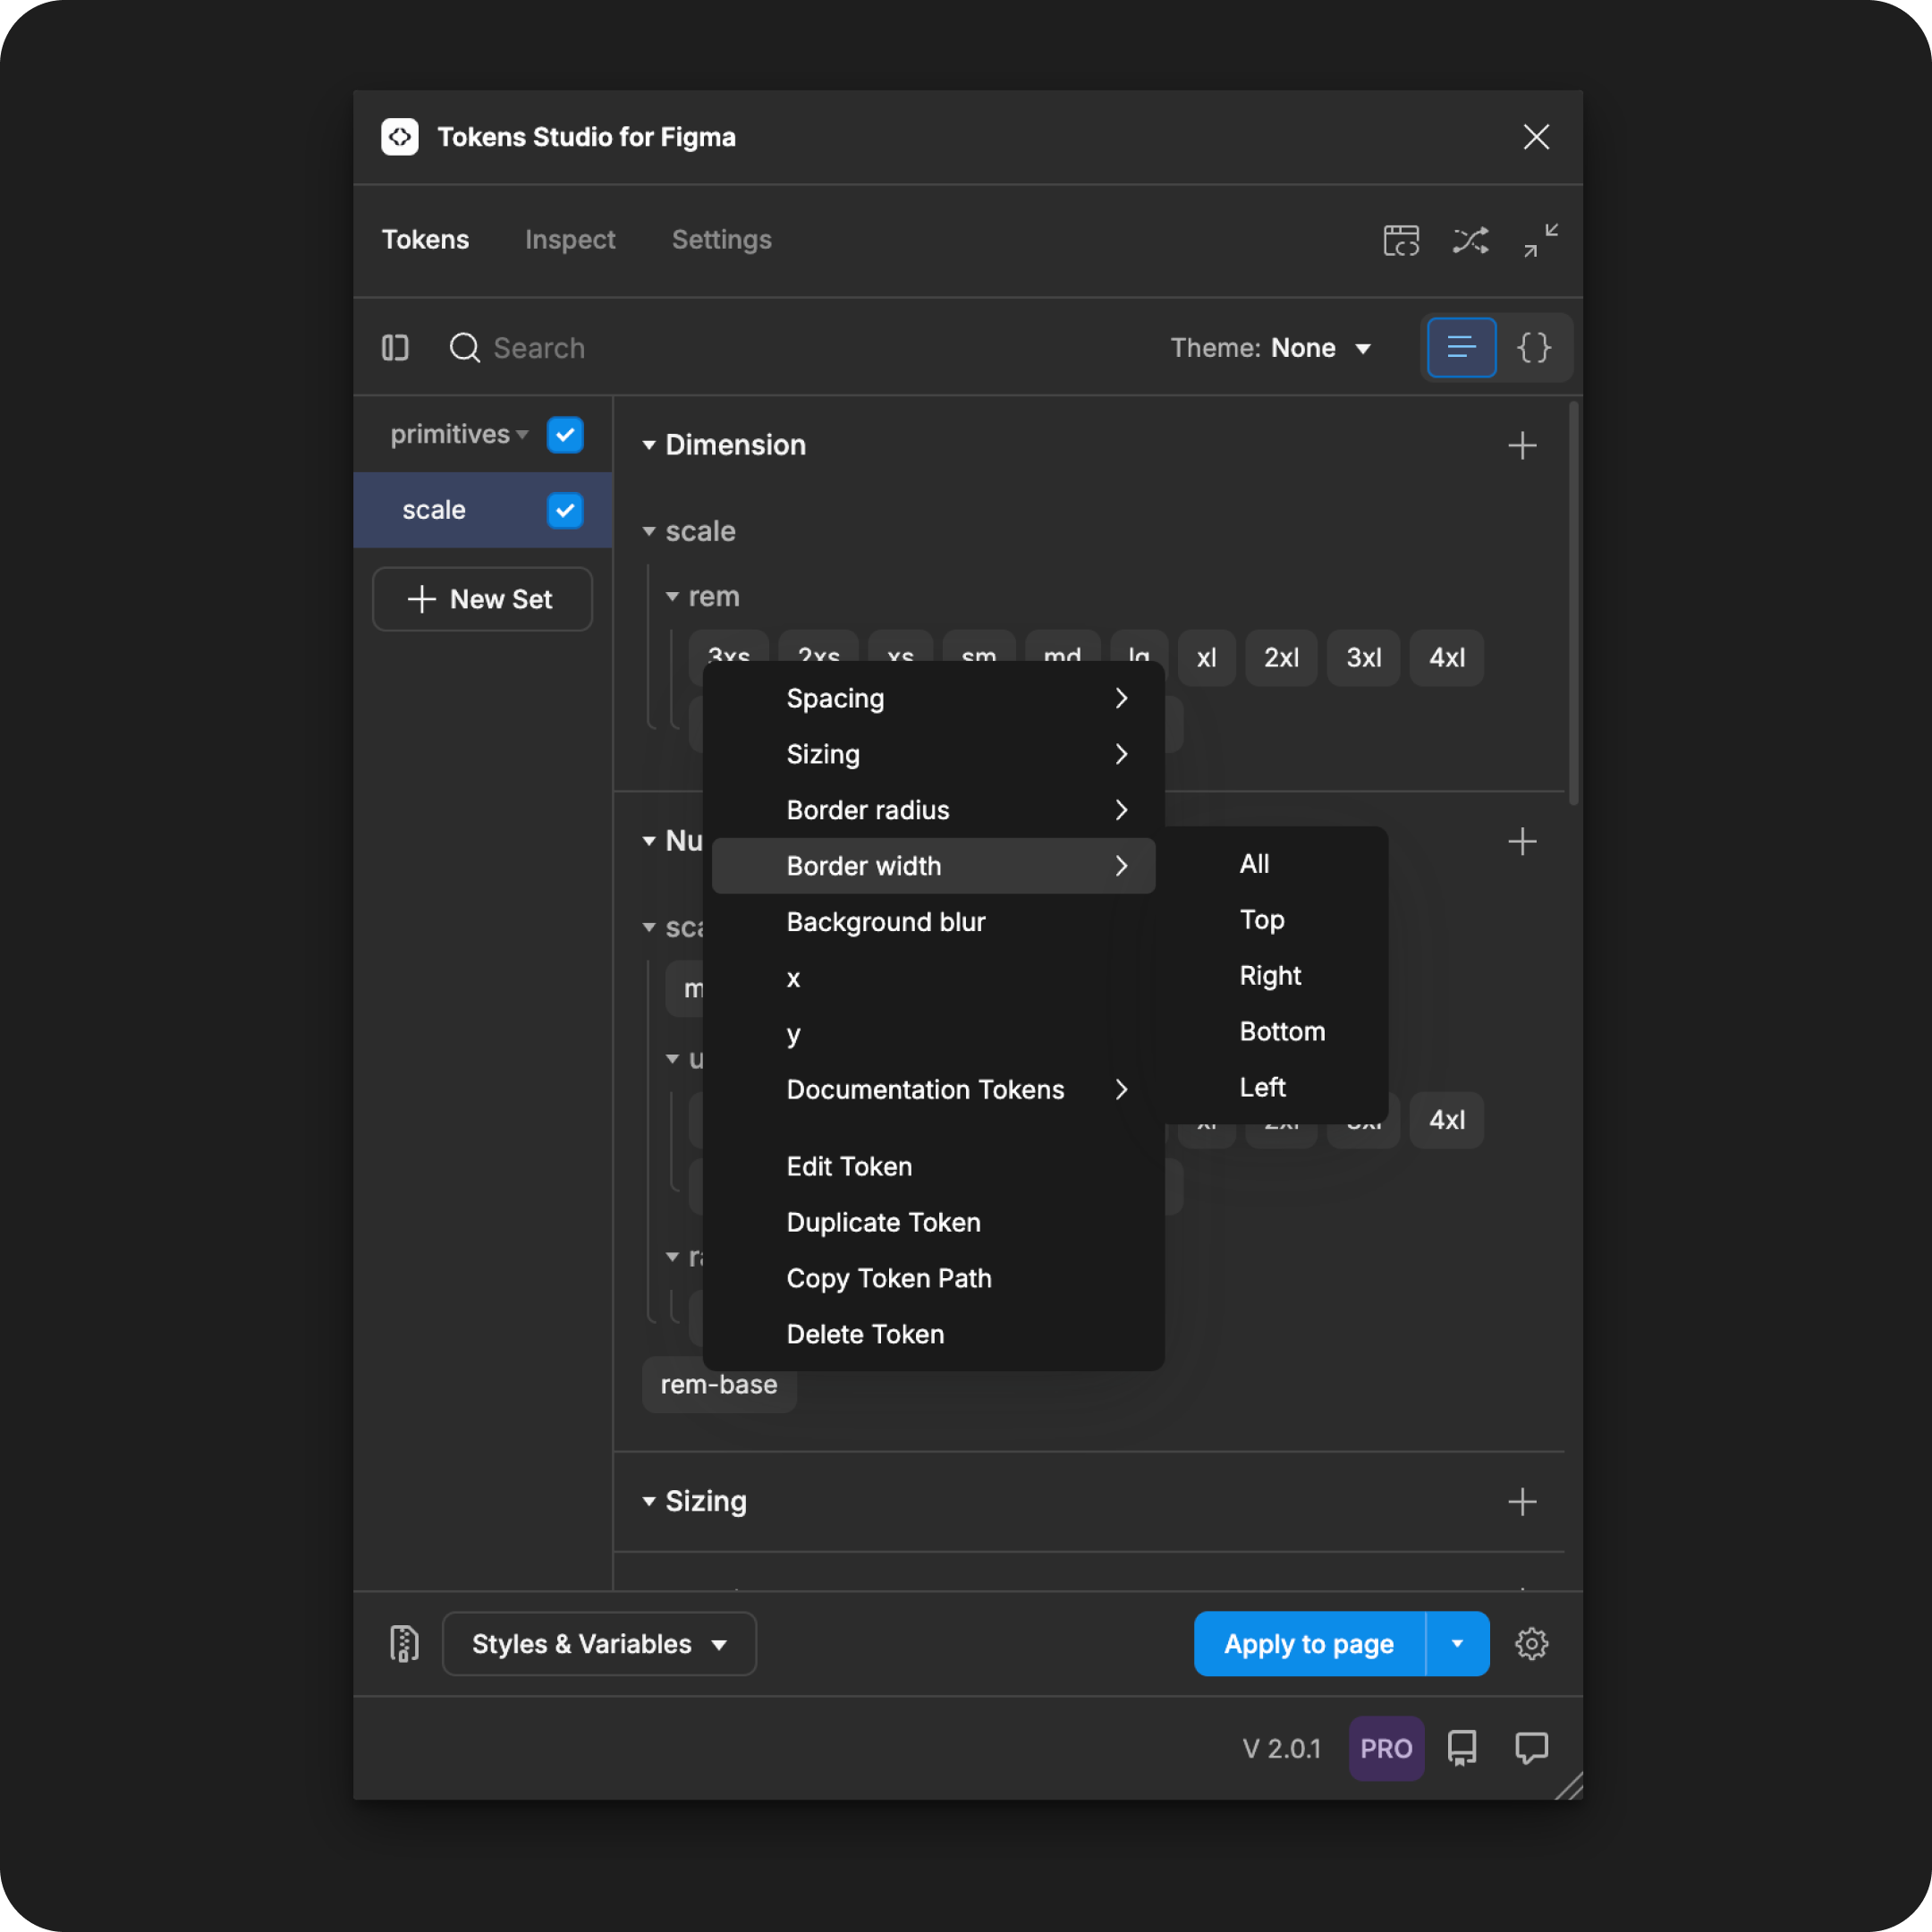 Tokens Studio for Figma
Tokens Inspect Settings
Search Theme: None
primitives
scale
New Set
Dimension
scale
rem
3xs 2xs xs sm md lg xl 2xl 3xl 4xl
Spacing
Sizing
Border radius
Border width
Background blur
x
y
Documentation Tokens
Edit Token
Duplicate Token
Copy Token Path
Delete Token
All
Top
Right
Bottom
Left
xl 2xl 3xl 4xl
rem-base
Sizing
Styles & Variables Apply to page
V 2.0.1 PRO